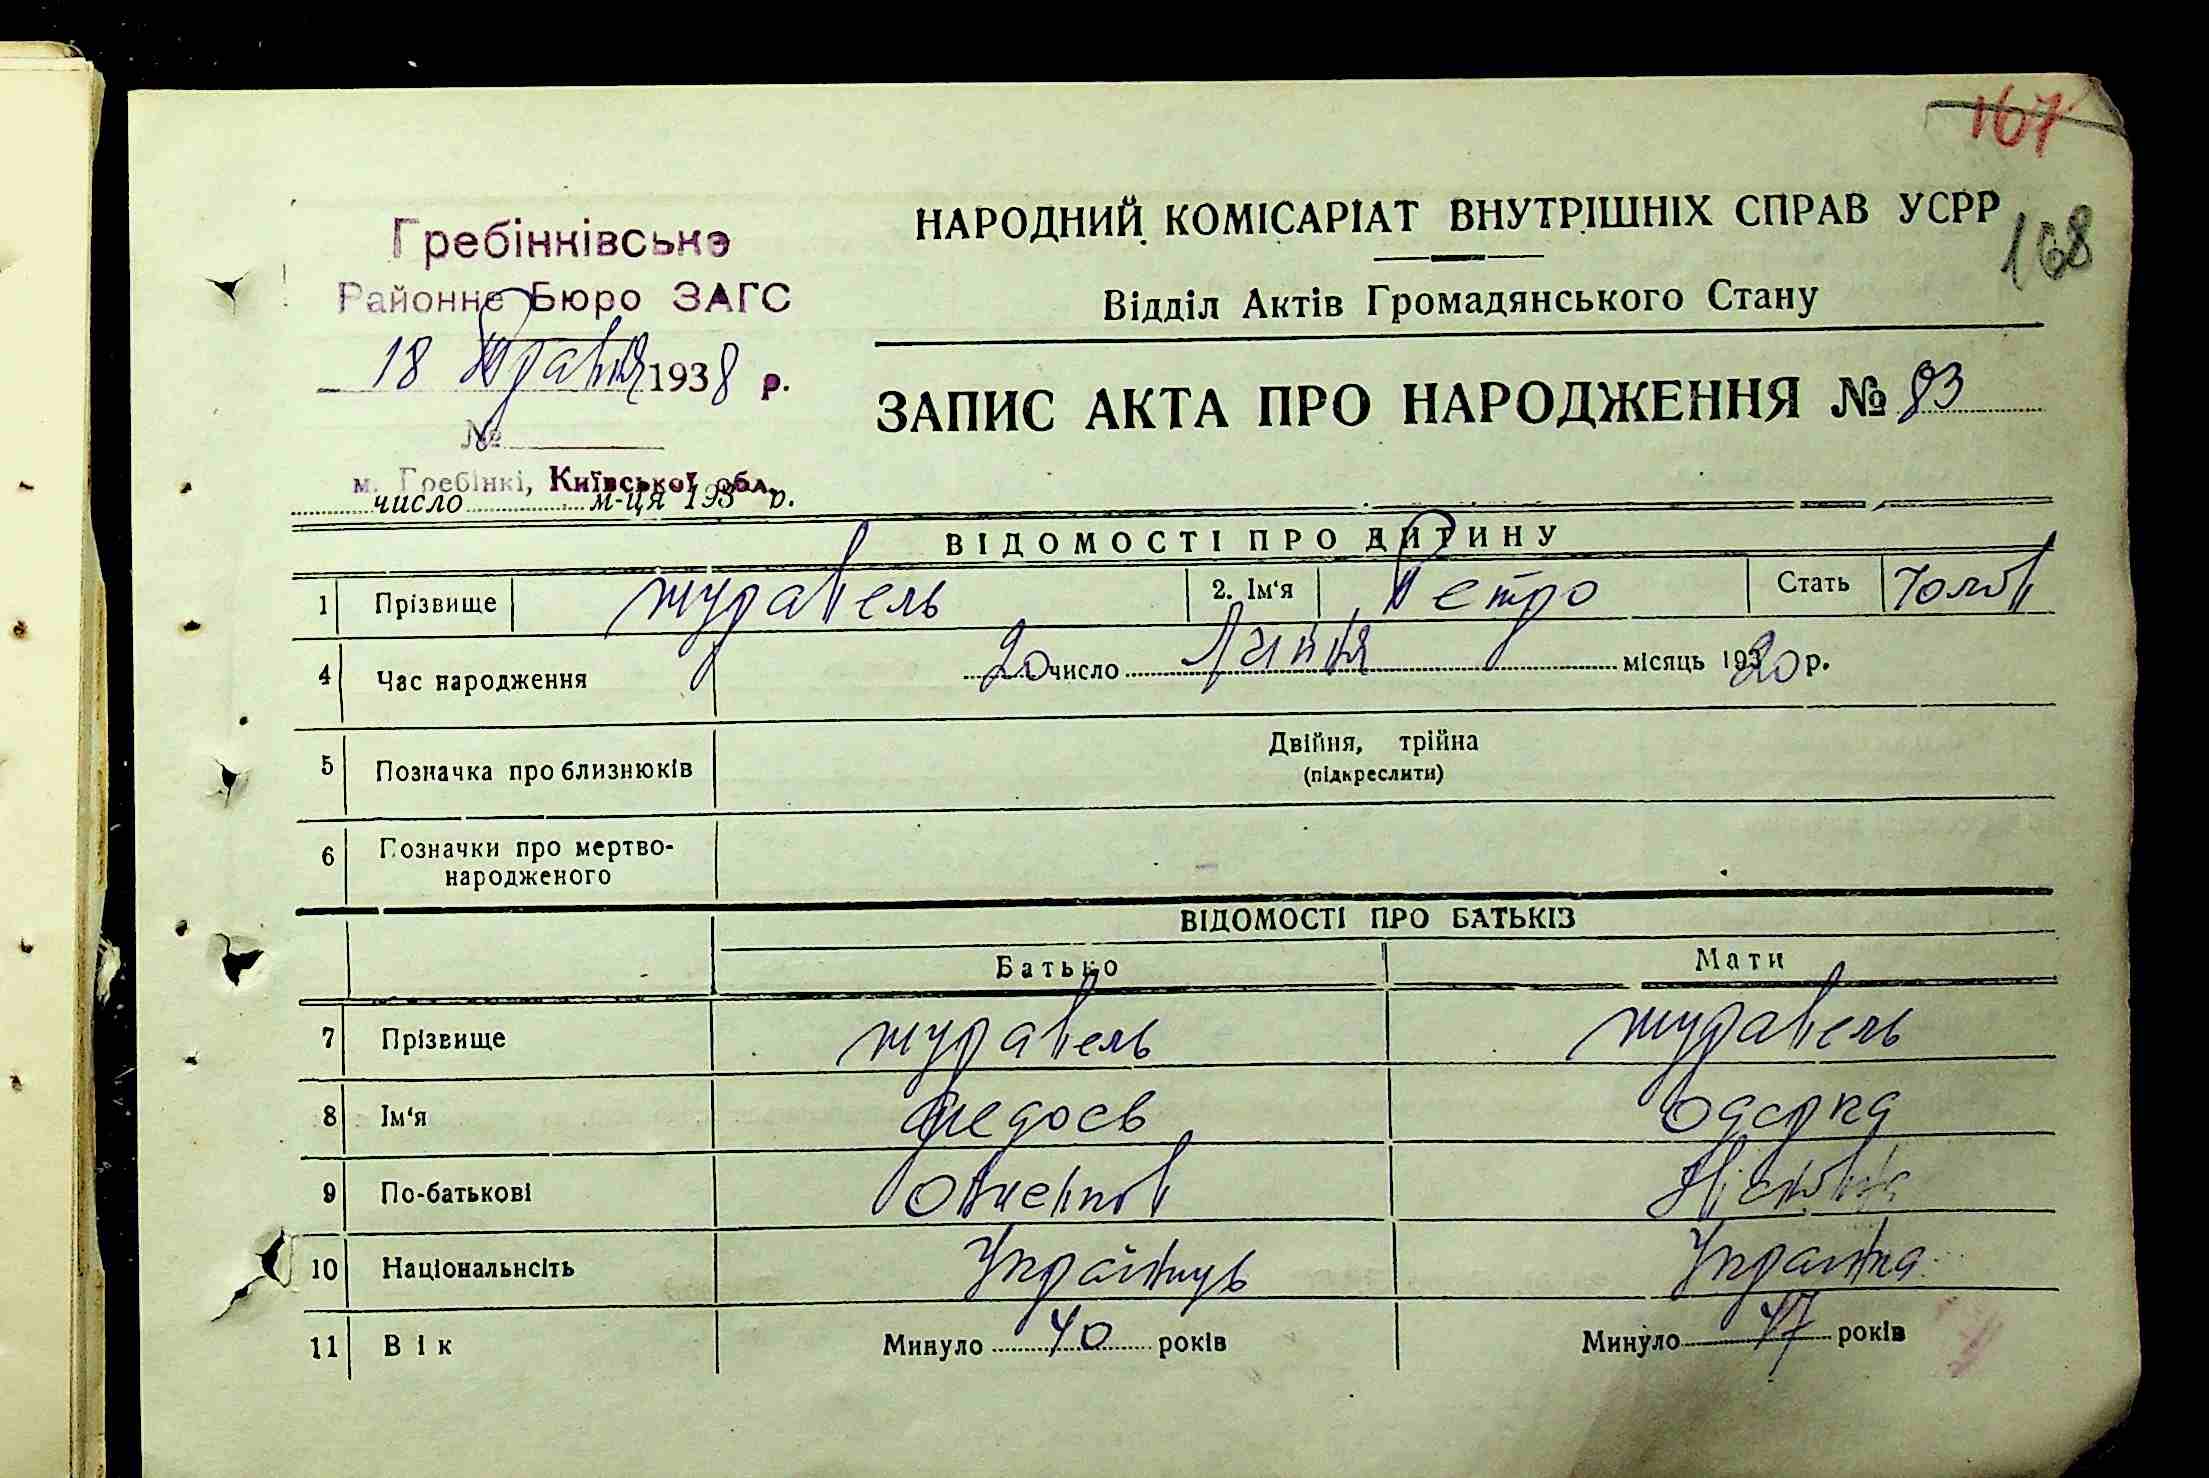 167
НАРОДНИЙ КОМІСАРІАТ ВНУТРІШНІХ СПРАВ УСРР
168
Відділ Актів Громадянського Стану
Гребінківське
Районне Бюро ЗАГС
18 Травня 1938 р.
№
м. Гребінкі, Київської обл.
число м-ця 193 р.
ЗАПИС АКТА ПРО НАРОДЖЕННЯ № 93
ВІДОМОСТІ ПРО ДИТИНУ
1 Прізвище Журавель 2. Ім'я Петро Стать Чолов
4 Час народження 20 число Липня місяць 1920 р.
5 Позначка про близнюків Двійня, трійна
(підкреслити)
6 Позначки про мертво-
народженого
ВІДОМОСТІ ПРО БАТЬКІВ
Батько Мати
7 Прізвище Журавель Журавель
8 Ім'я Федосв Одарка
9 По-батькові
10 Національнсіть Українць Українка
11 Вік Минуло 40 років Минуло 47 років